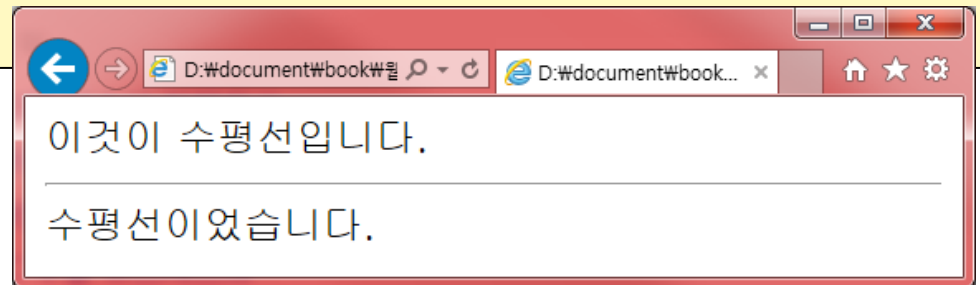 D:₩document₩book₩월
D:₩document₩book...
이것이 수평선입니다.
수평선이었습니다.